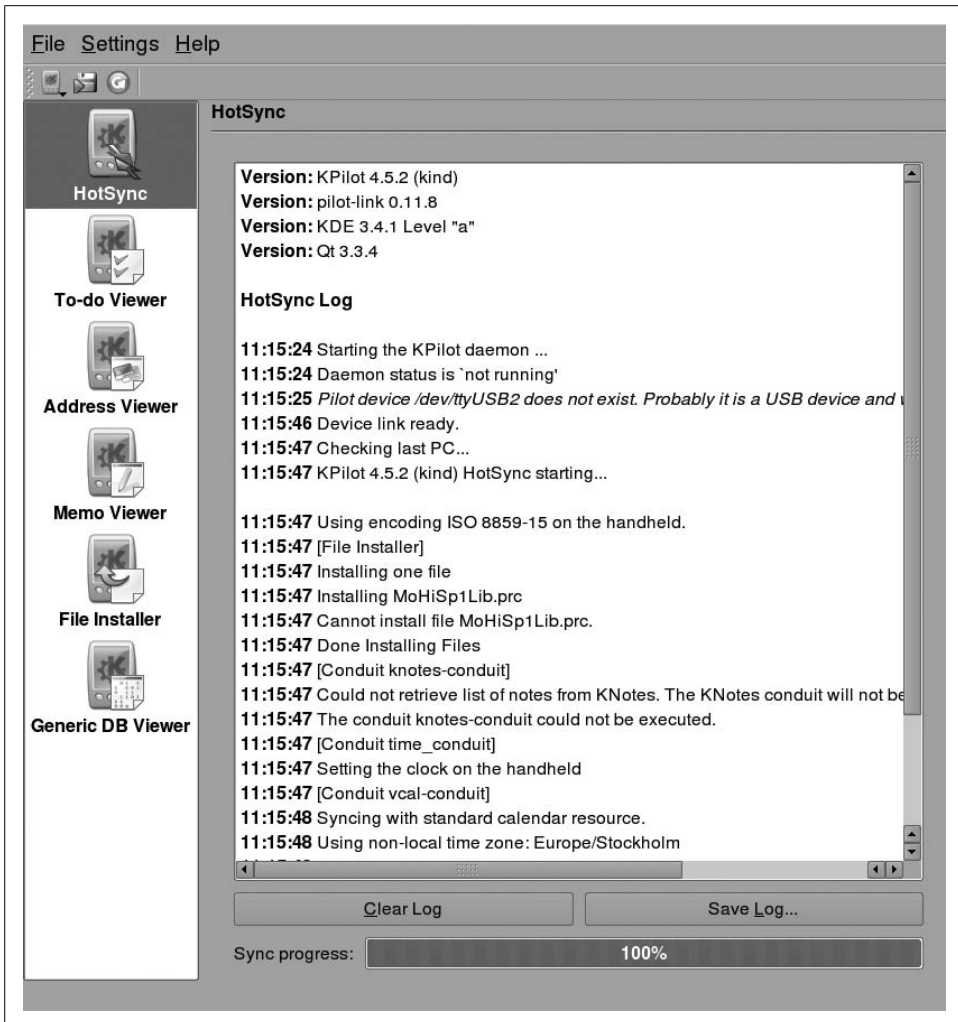 File Settings Help
HotSync
To-do Viewer
Address Viewer
Memo Viewer
File Installer
Generic DB Viewer
HotSync
Version: KPilot 4.5.2 (kind)
Version: pilot-link 0.11.8
Version: KDE 3.4.1 Level "a"
Version: Qt 3.3.4
HotSync Log
11:15:24 Starting the KPilot daemon ...
11:15:24 Daemon status is `not running'
11:15:25 Pilot device /dev/ttyUSB2 does not exist. Probably it is a USB device and
11:15:46 Device link ready.
11:15:47 Checking last PC...
11:15:47 KPilot 4.5.2 (kind) HotSync starting...
11:15:47 Using encoding ISO 8859-15 on the handheld.
11:15:47 [File Installer]
11:15:47 Installing one file
11:15:47 Installing MoHiSp1Lib.prc
11:15:47 Cannot install file MoHiSp1Lib.prc.
11:15:47 Done Installing Files
11:15:47 [Conduit knotes-conduit]
11:15:47 Could not retrieve list of notes from KNotes. The KNotes conduit will not be
11:15:47 The conduit knotes-conduit could not be executed.
11:15:47 [Conduit time_conduit]
11:15:47 Setting the clock on the handheld
11:15:47 [Conduit vcal-conduit]
11:15:48 Syncing with standard calendar resource.
11:15:48 Using non-local time zone: Europe/Stockholm
Clear Log Save Log...
Sync progress: 100%